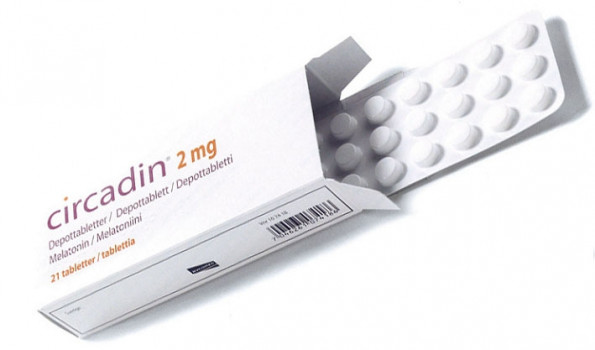 circadin® 2 mg
Depottabletter / Depottablett / Depottabletti
Melatonin / Melatoniini
21 tabletter / tablettia